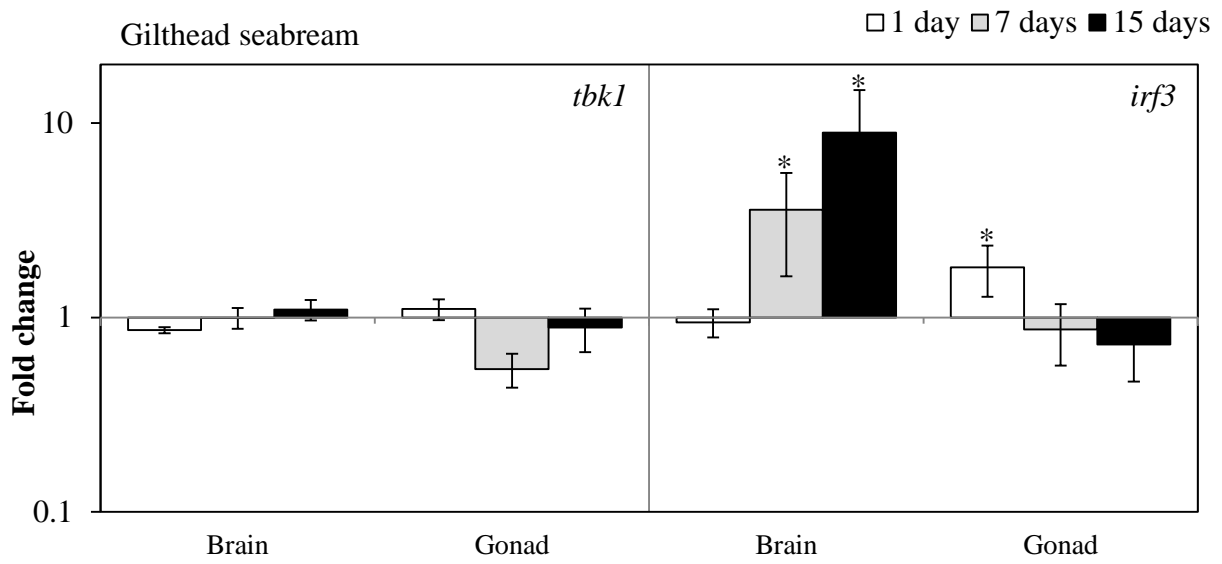 Gilthead seabream
1 day 7 days 15 days
tbk1
irf3
Fold change
10
1
0.1
* * *
Brain Gonad Brain Gonad